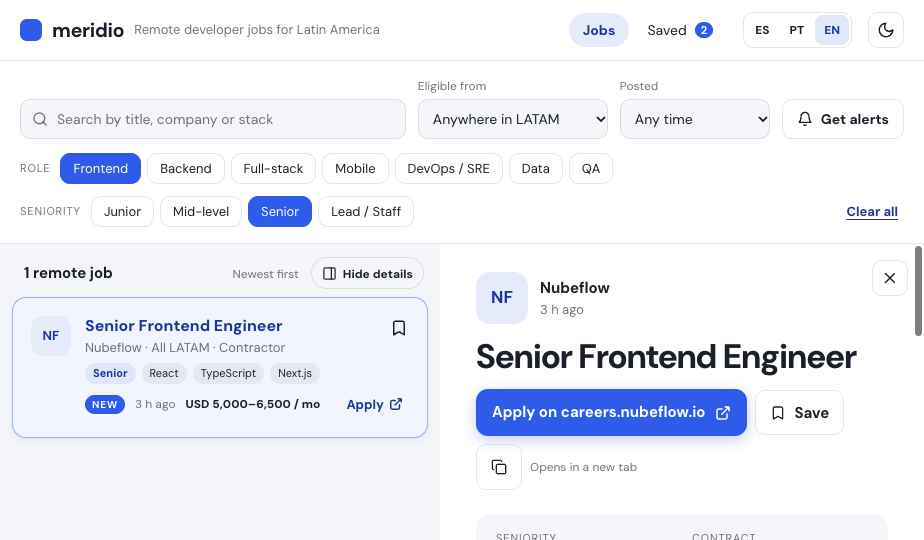 meridio Remote developer jobs for Latin America Jobs Saved 2 ES PT EN
Eligible from Posted
Search by title, company or stack Anywhere in LATAM Any time Get alerts
ROLE Frontend Backend Full-stack Mobile DevOps / SRE Data QA
SENIORITY Junior Mid-level Senior Lead / Staff Clear all
1 remote job Newest first Hide details
NF
Senior Frontend Engineer
Nubeflow · All LATAM · Contractor
Senior React TypeScript Next.js
NEW 3 h ago USD 5,000–6,500 / mo Apply
NF
Nubeflow
3 h ago
Senior Frontend Engineer
Apply on careers.nubeflow.io Save
Opens in a new tab
SENIORITY CONTRACT